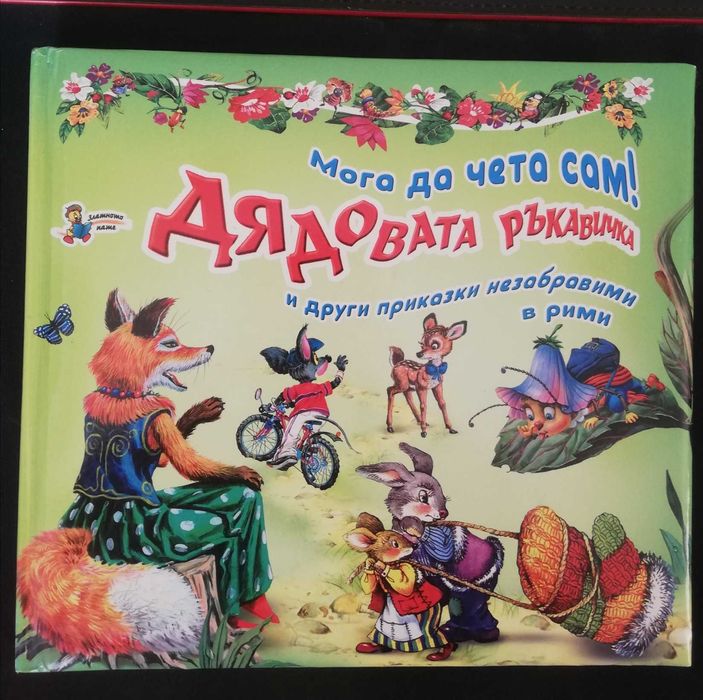 Мога да чета сам!
Златното
пате
ДЯДОВАТА РЪКАВИЧКА
и други приказки незабравими
в рими